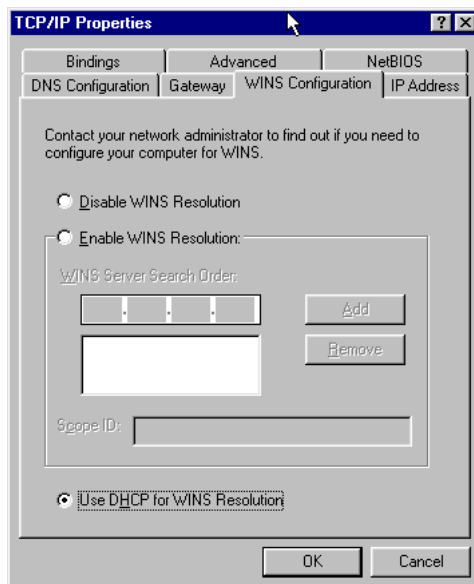 TCP/IP Properties
Bindings Advanced NetBIOS
DNS Configuration Gateway WINS Configuration IP Address
Contact your network administrator to find out if you need to
configure your computer for WINS.
Disable WINS Resolution
Enable WINS Resolution:
WINS Server Search Order:
. . .
Add
Remove
Scope ID:
Use DHCP for WINS Resolution
OK Cancel